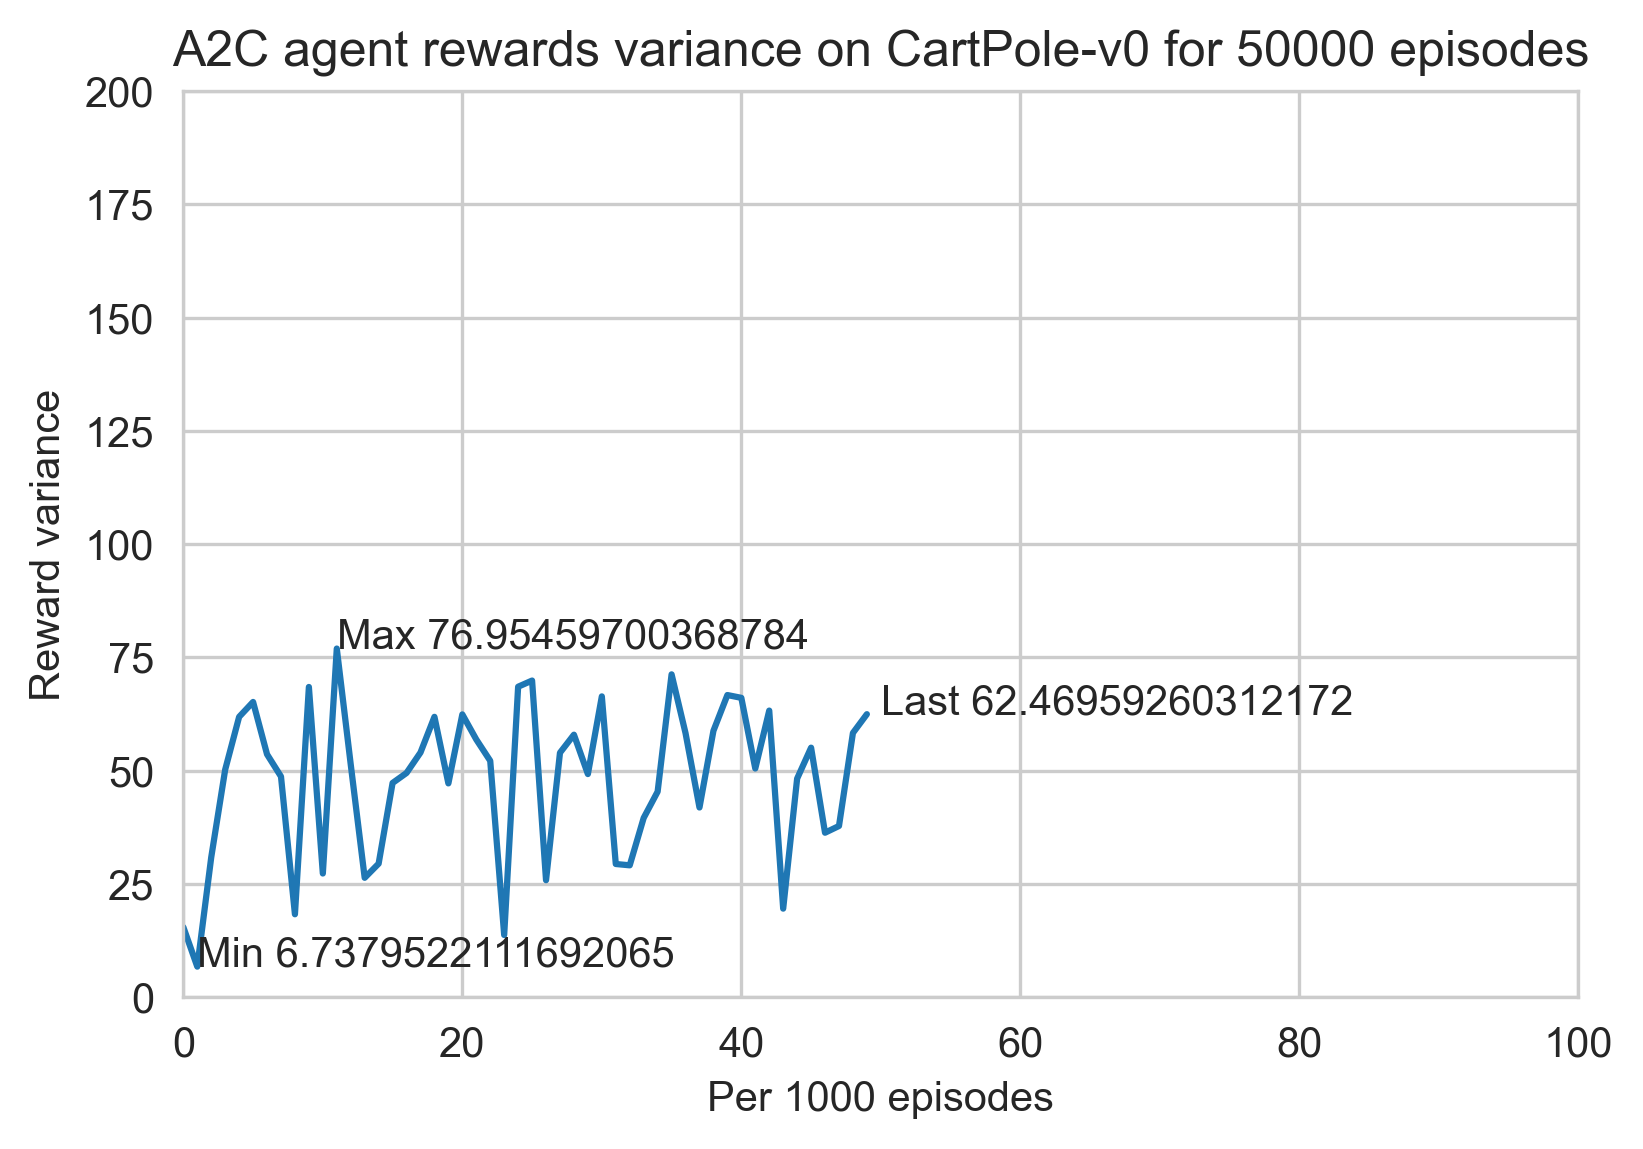 A2C agent rewards variance on CartPole-v0 for 50000 episodes
200
175
150
125
100
75
50
25
0
Reward variance
Max 76.95459700368784
Last 62.46959260312172
Min 6.7379522111692065
0 20 40 60 80 100
Per 1000 episodes